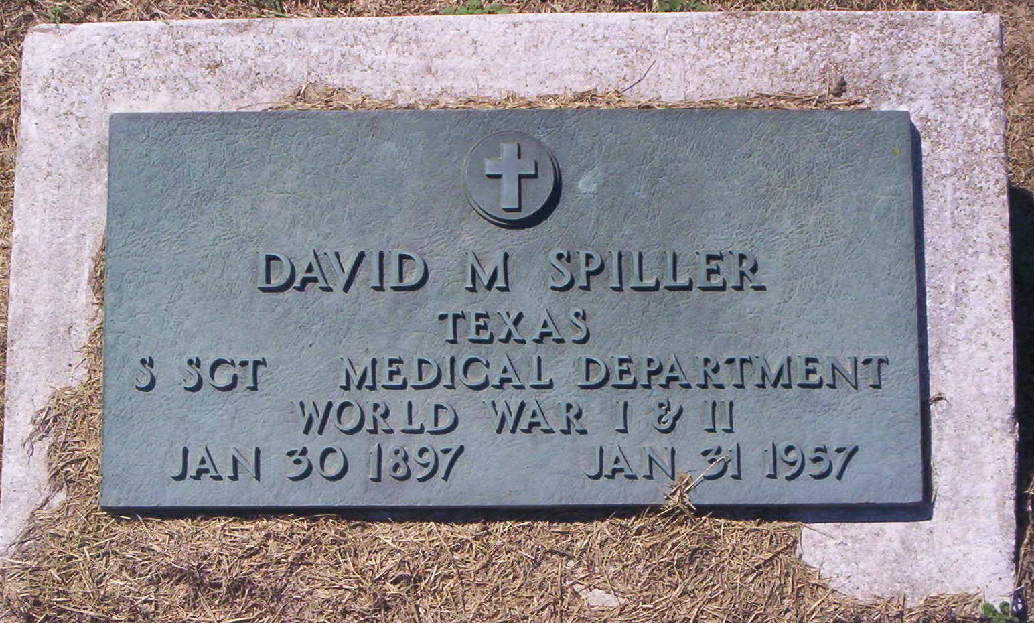 DAVID M SPILLER
TEXAS
S SGT MEDICAL DEPARTMENT
WORLD WAR I & II
JAN 30 1897 JAN 31 1957